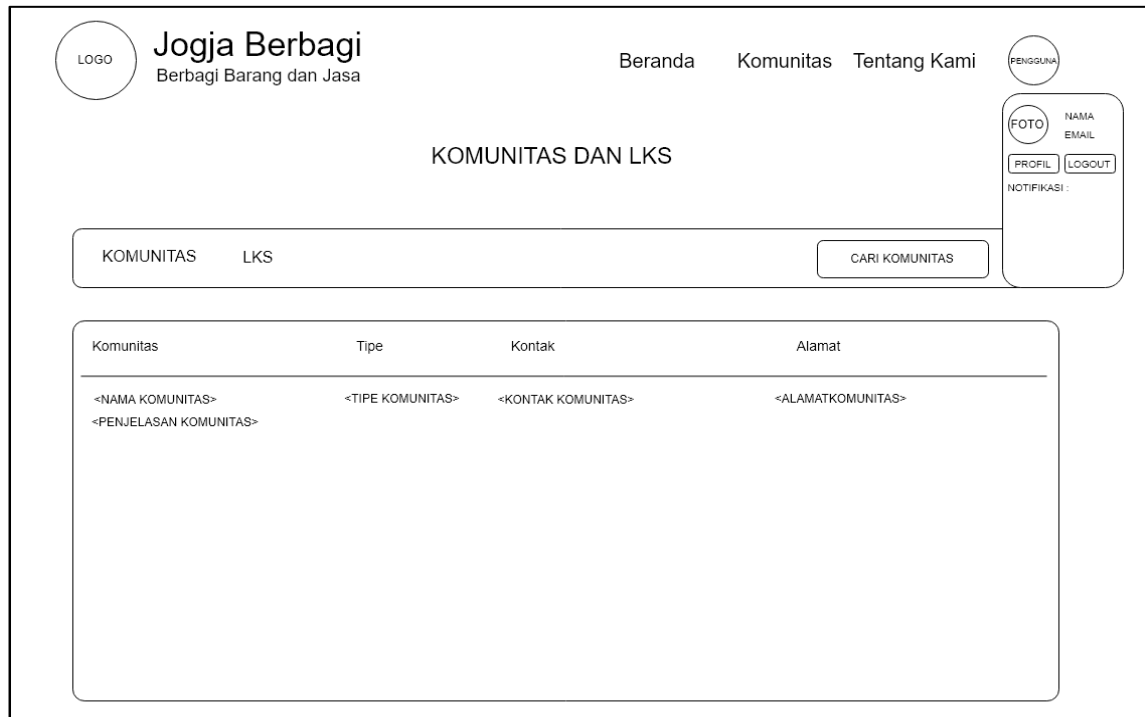 LOGO
Jogja Berbagi
Berbagi Barang dan Jasa
Beranda Komunitas Tentang Kami
PENGGUNA
FOTO
NAMA
EMAIL
PROFIL LOGOUT
NOTIFIKASI :
KOMUNITAS DAN LKS
KOMUNITAS LKS CARI KOMUNITAS
Komunitas Tipe Kontak Alamat
<NAMA KOMUNITAS> <TIPE KOMUNITAS> <KONTAK KOMUNITAS> <ALAMATKOMUNITAS>
<PENJELASAN KOMUNITAS>